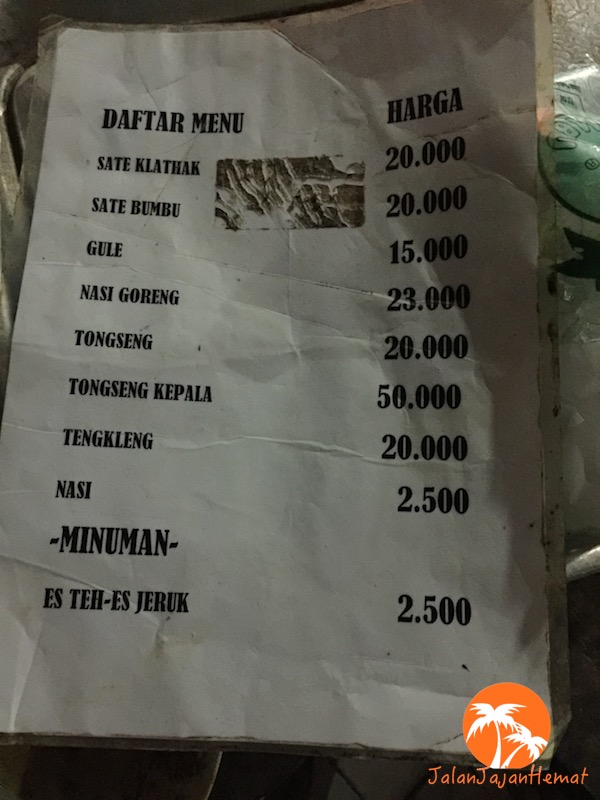 DAFTAR MENU HARGA
SATE KLATHAK 20.000
SATE BUMBU 20.000
GULE 15.000
NASI GORENG 23.000
TONGSENG 20.000
TONGSENG KEPALA 50.000
TENGKLENG 20.000
NASI 2.500
-MINUMAN-
ES TEH-ES JERUK 2.500
JalanJajanHemat